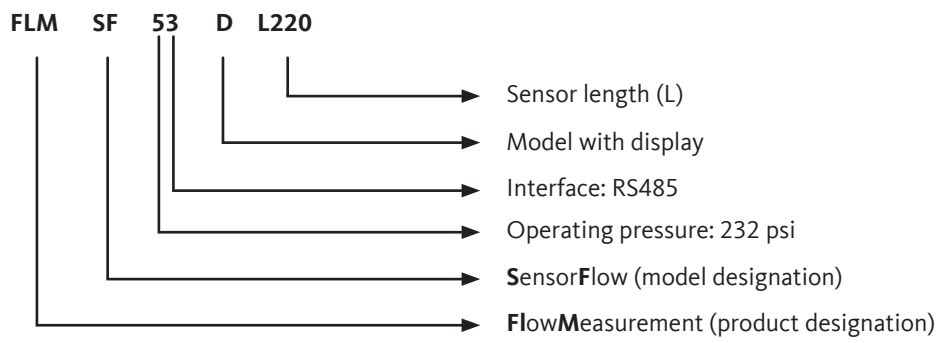 FLM SF 53 D L220
Sensor length (L)
Model with display
Interface: RS485
Operating pressure: 232 psi
SensorFlow (model designation)
FlowMeasurement (product designation)